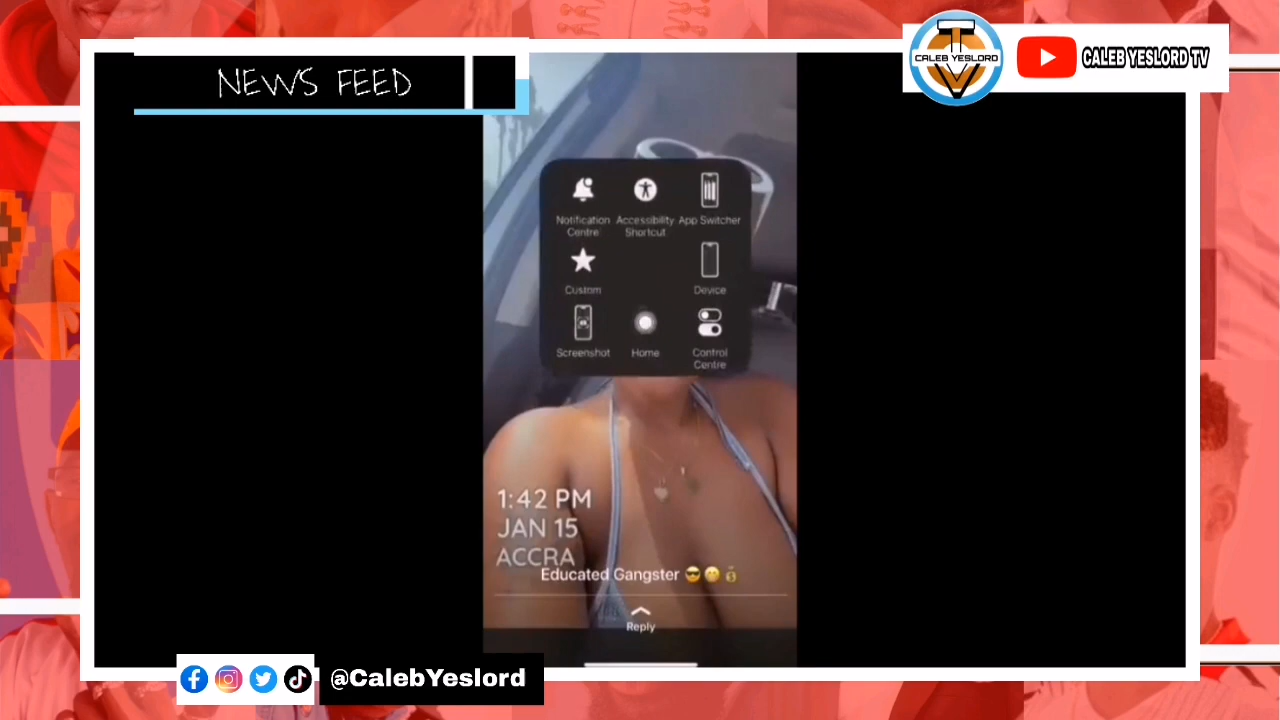 NEWS FEED
CALEB YESLORD
CALEB YESLORD TV
Notification Centre
Accessibility Shortcut
App Switcher
Custom
Device
Screenshot
Home
Control Centre
1:42 PM
JAN 15
ACCRA
Educated Gangster 😎🤭💰
Reply
@CalebYeslord